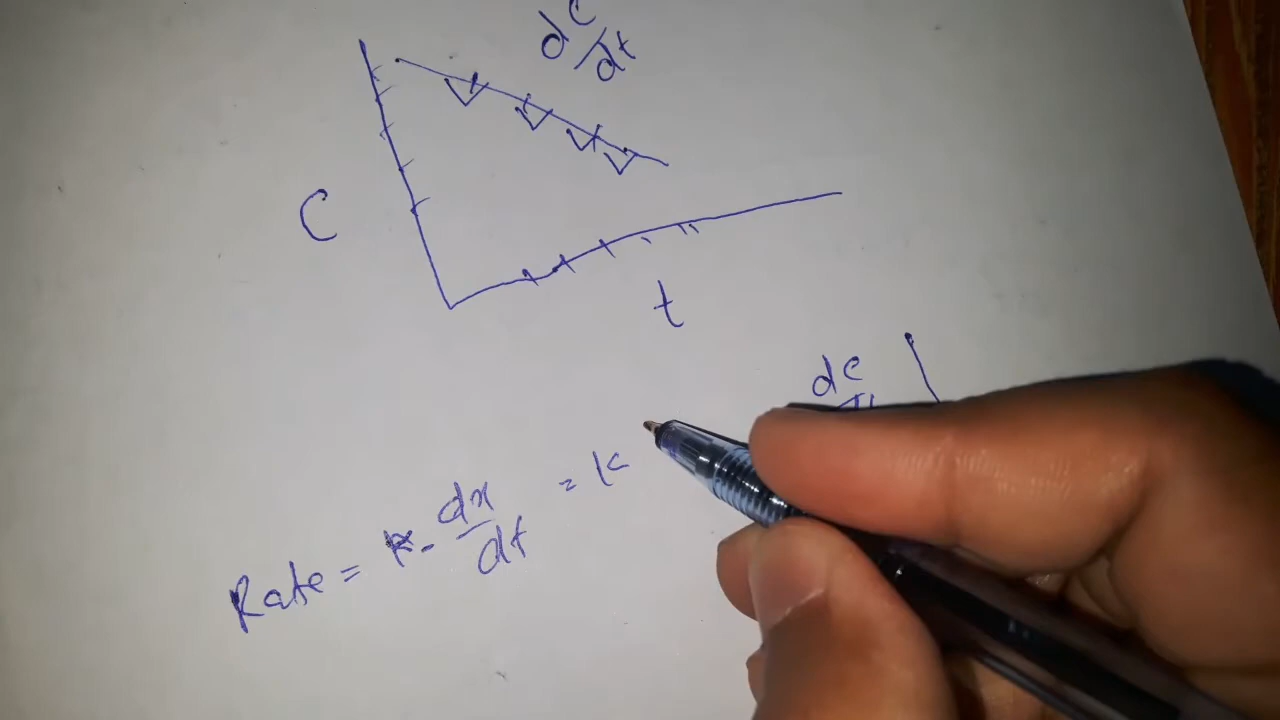 dc/dt
C
t
dc
Rate = - dx/dt = K